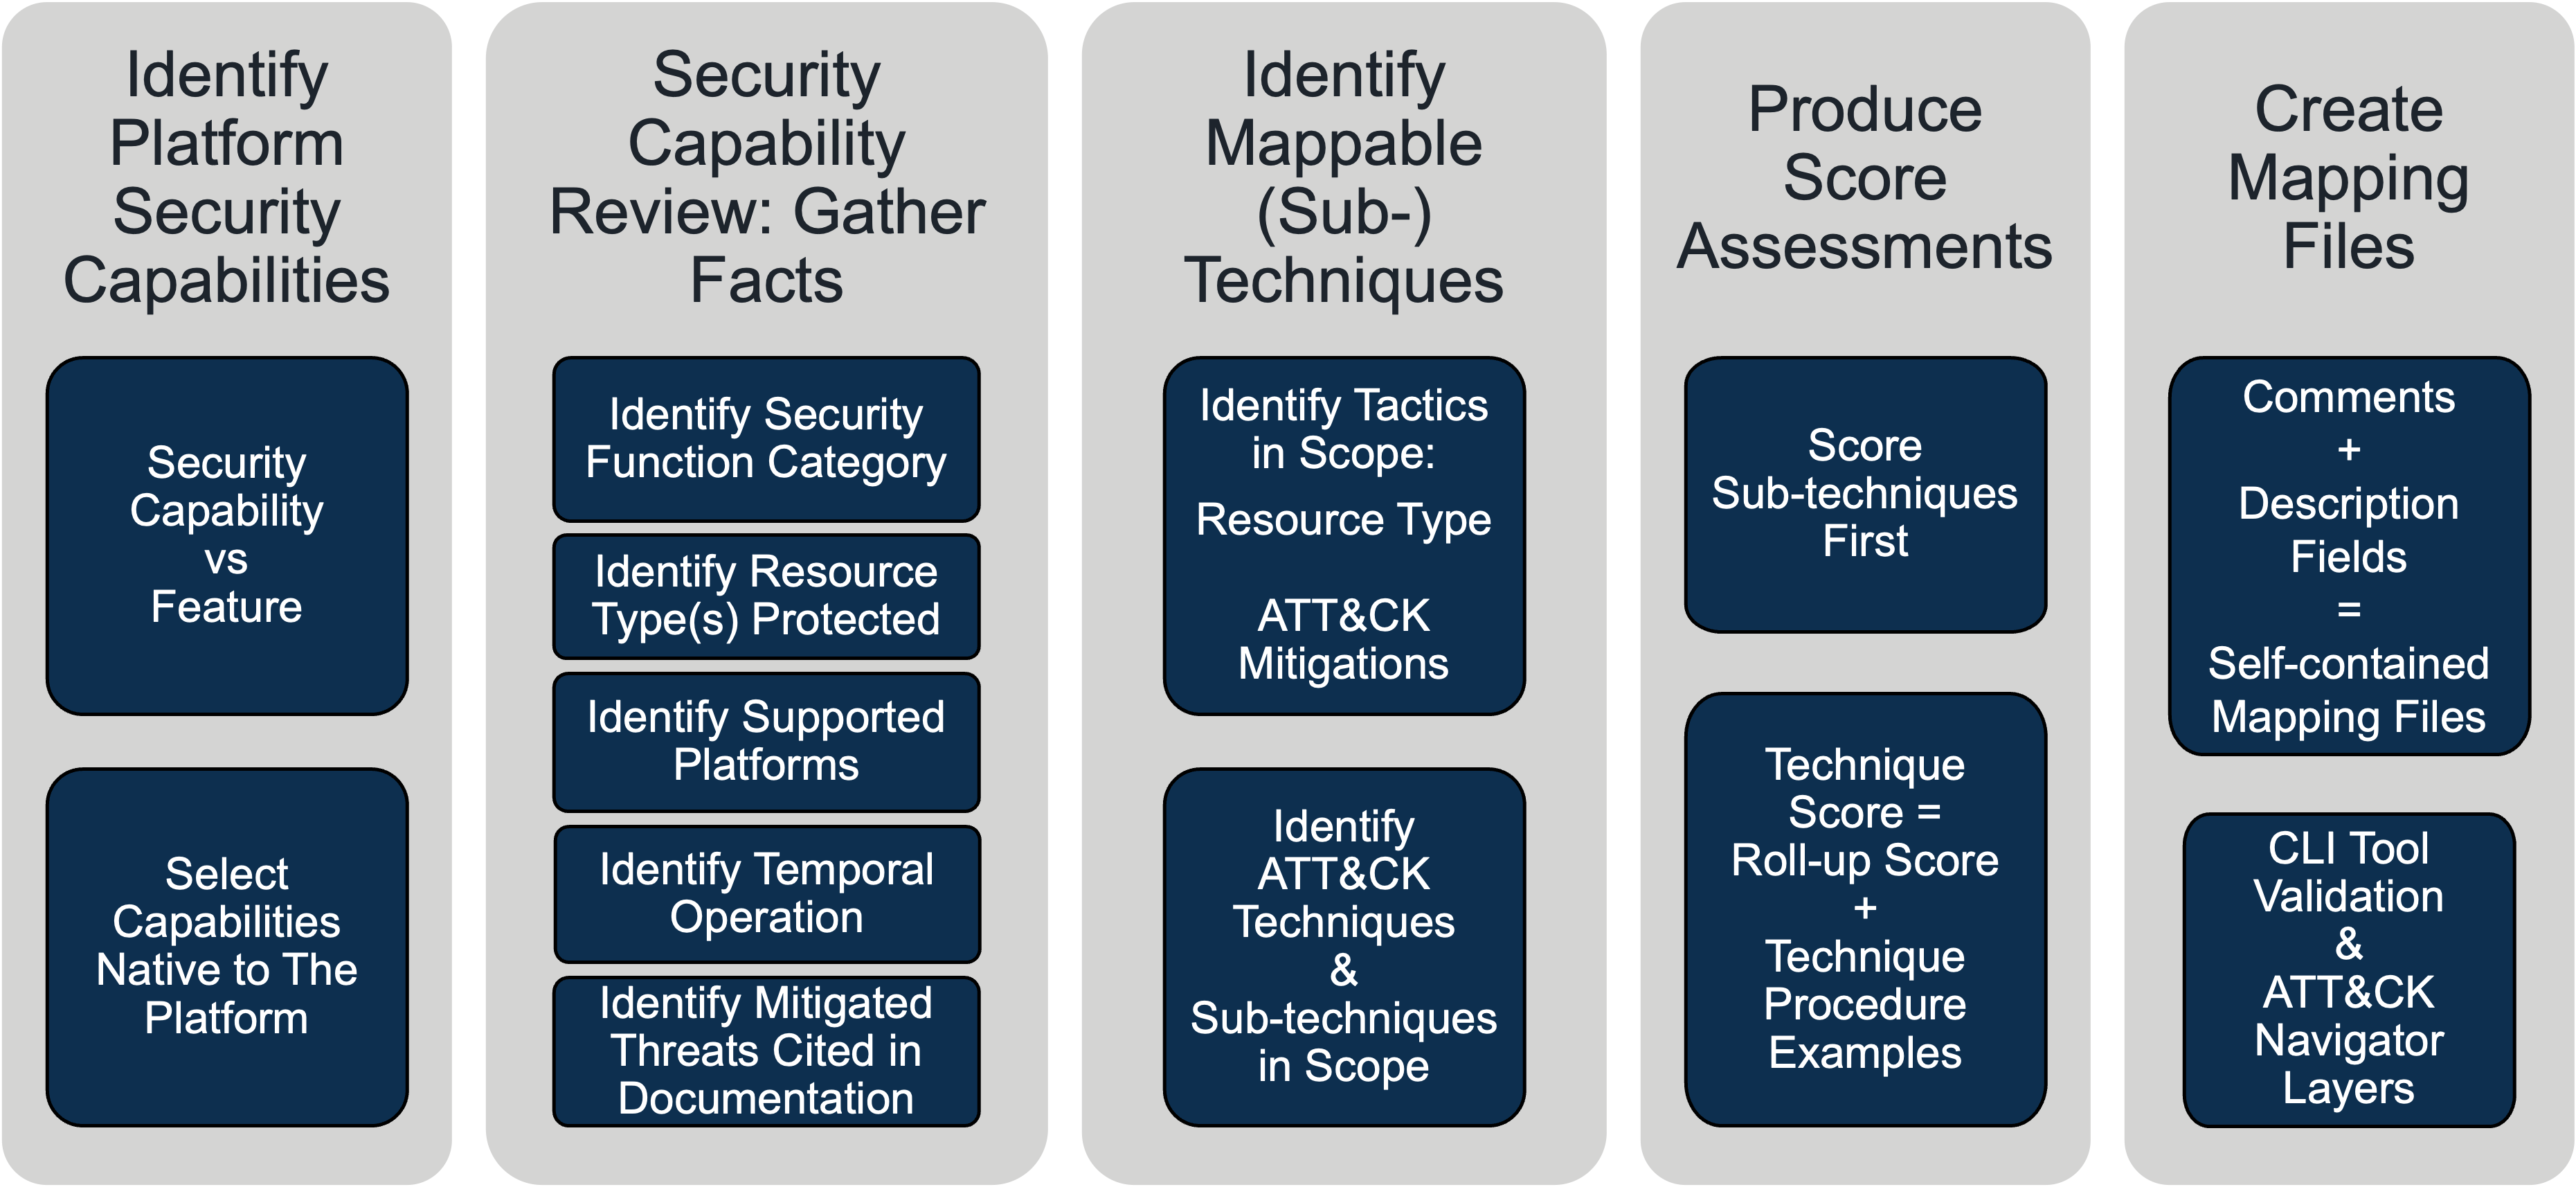 Identify
Platform
Security
Capabilities
Security
Capability
vs
Feature
Select
Capabilities
Native to The
Platform
Security
Capability
Review: Gather
Facts
Identify Security
Function Category
Identify Resource
Type(s) Protected
Identify Supported
Platforms
Identify Temporal
Operation
Identify Mitigated
Threats Cited in
Documentation
Identify
Mappable
(Sub-)
Techniques
Identify Tactics
in Scope:
Resource Type
ATT&CK
Mitigations
Identify
ATT&CK
Techniques
&
Sub-techniques
in Scope
Produce
Score
Assessments
Score
Sub-techniques
First
Technique
Score =
Roll-up Score
+
Technique
Procedure
Examples
Create
Mapping
Files
Comments
+
Description
Fields
=
Self-contained
Mapping Files
CLI Tool
Validation
&
ATT&CK
Navigator
Layers